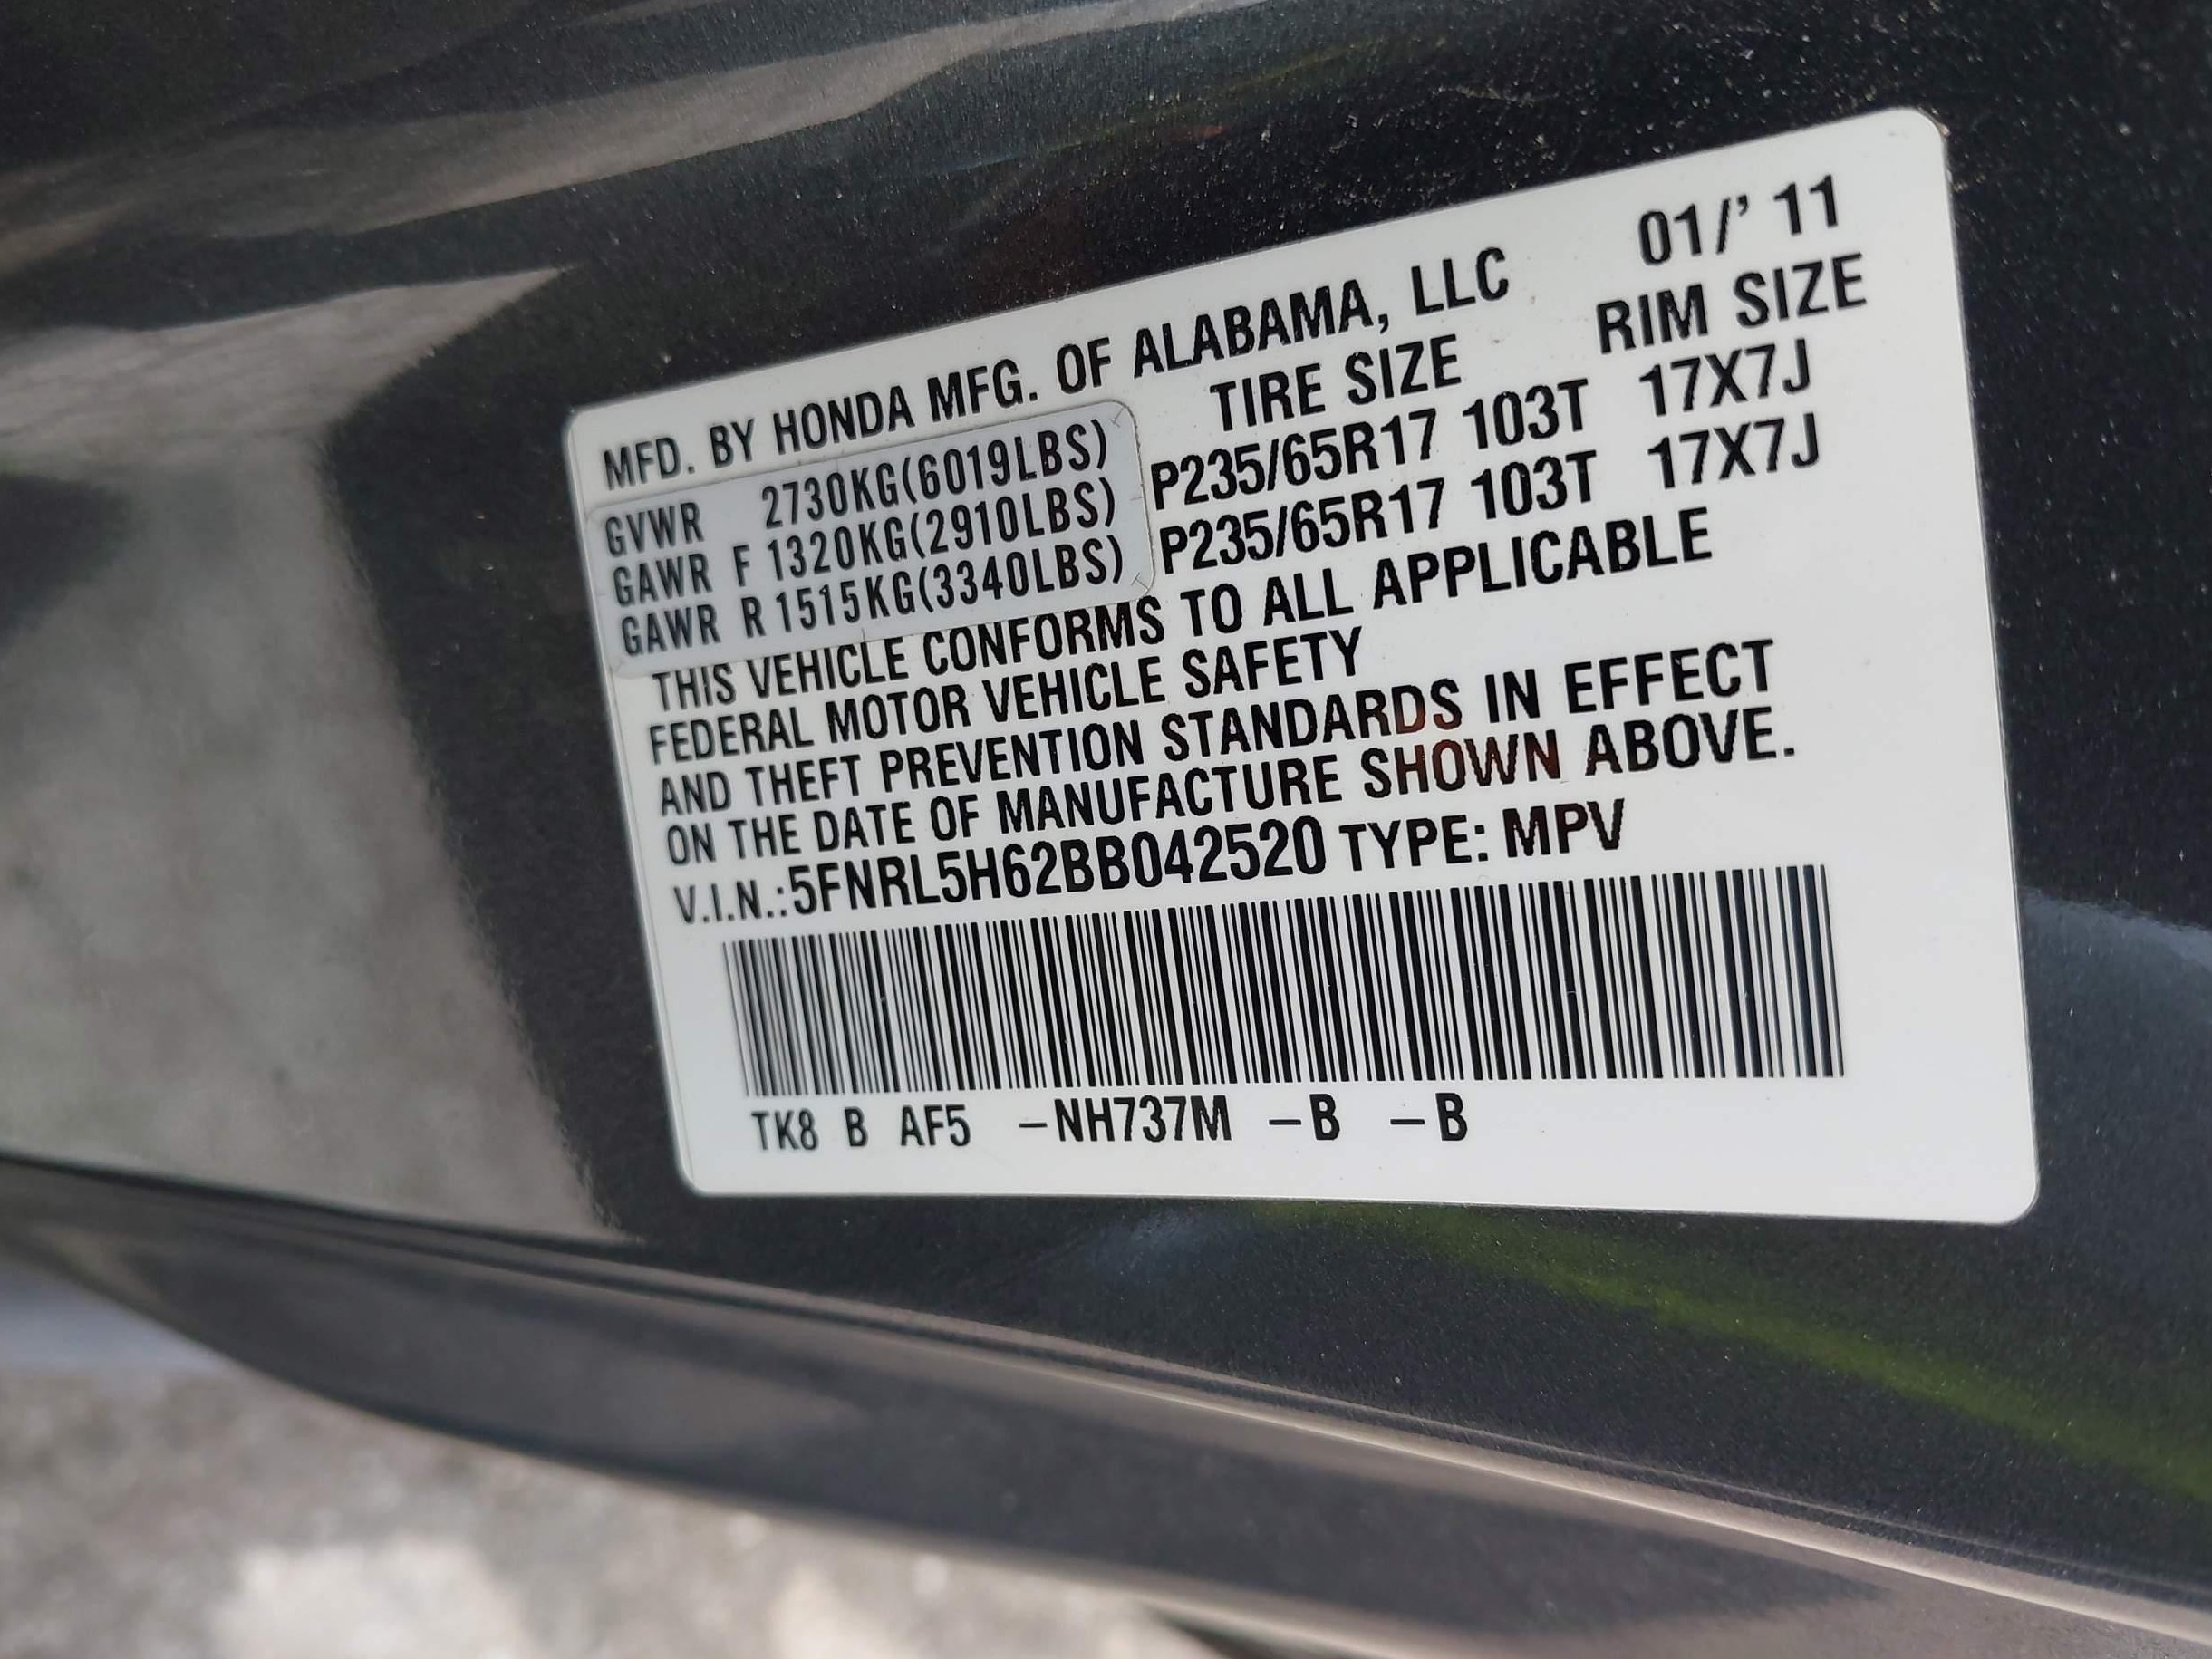 MFD. BY HONDA MFG. OF ALABAMA, LLC 01/' 11
TIRE SIZE RIM SIZE
GVWR 2730KG(6019LBS)
GAWR F 1320KG(2910LBS) P235/65R17 103T 17X7J
GAWR R 1515KG(3340LBS) P235/65R17 103T 17X7J
THIS VEHICLE CONFORMS TO ALL APPLICABLE
FEDERAL MOTOR VEHICLE SAFETY
AND THEFT PREVENTION STANDARDS IN EFFECT
ON THE DATE OF MANUFACTURE SHOWN ABOVE.
V.I.N.:5FNRL5H62BB042520 TYPE: MPV
TK8 B AF5 –NH737M –B –B